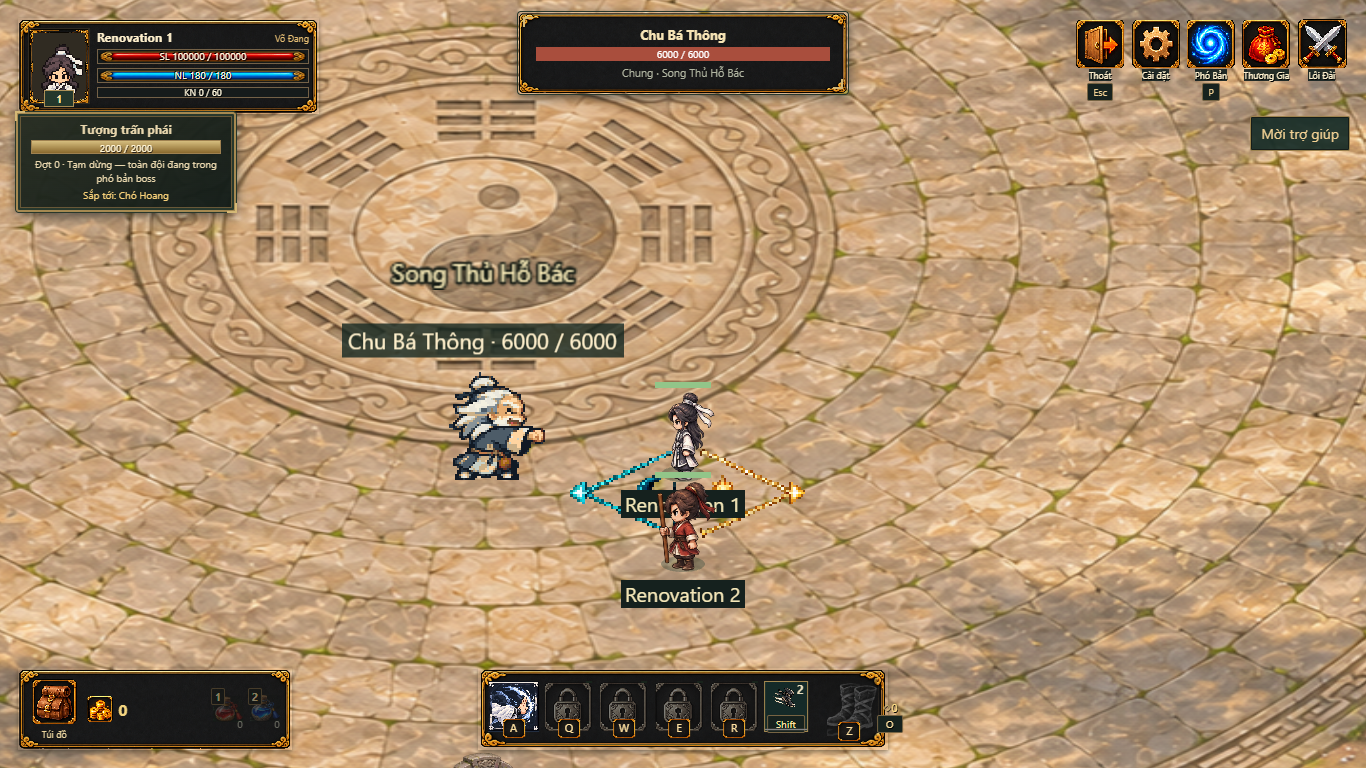 Renovation 1
Võ Đang
SL 100000 / 100000
NL 180 / 180
KN 0 / 60
1
Tượng trấn phái
2000 / 2000
Đợt 0 · Tạm dừng — toàn đội đang trong
phó bản boss
Sắp tới: Chó Hoang
Chu Bá Thông
6000 / 6000
Chung · Song Thủ Hỗ Bác
Thoát
Cài đặt
Phó Bản
Thương Gia
Lôi Đài
Esc
P
Mời trợ giúp
Song Thủ Hỗ Bác
Chu Bá Thông · 6000 / 6000
Renovation 2
0
Túi đồ
1
0
2
0
A
Q
W
E
R
2
Shift
Z
0
O